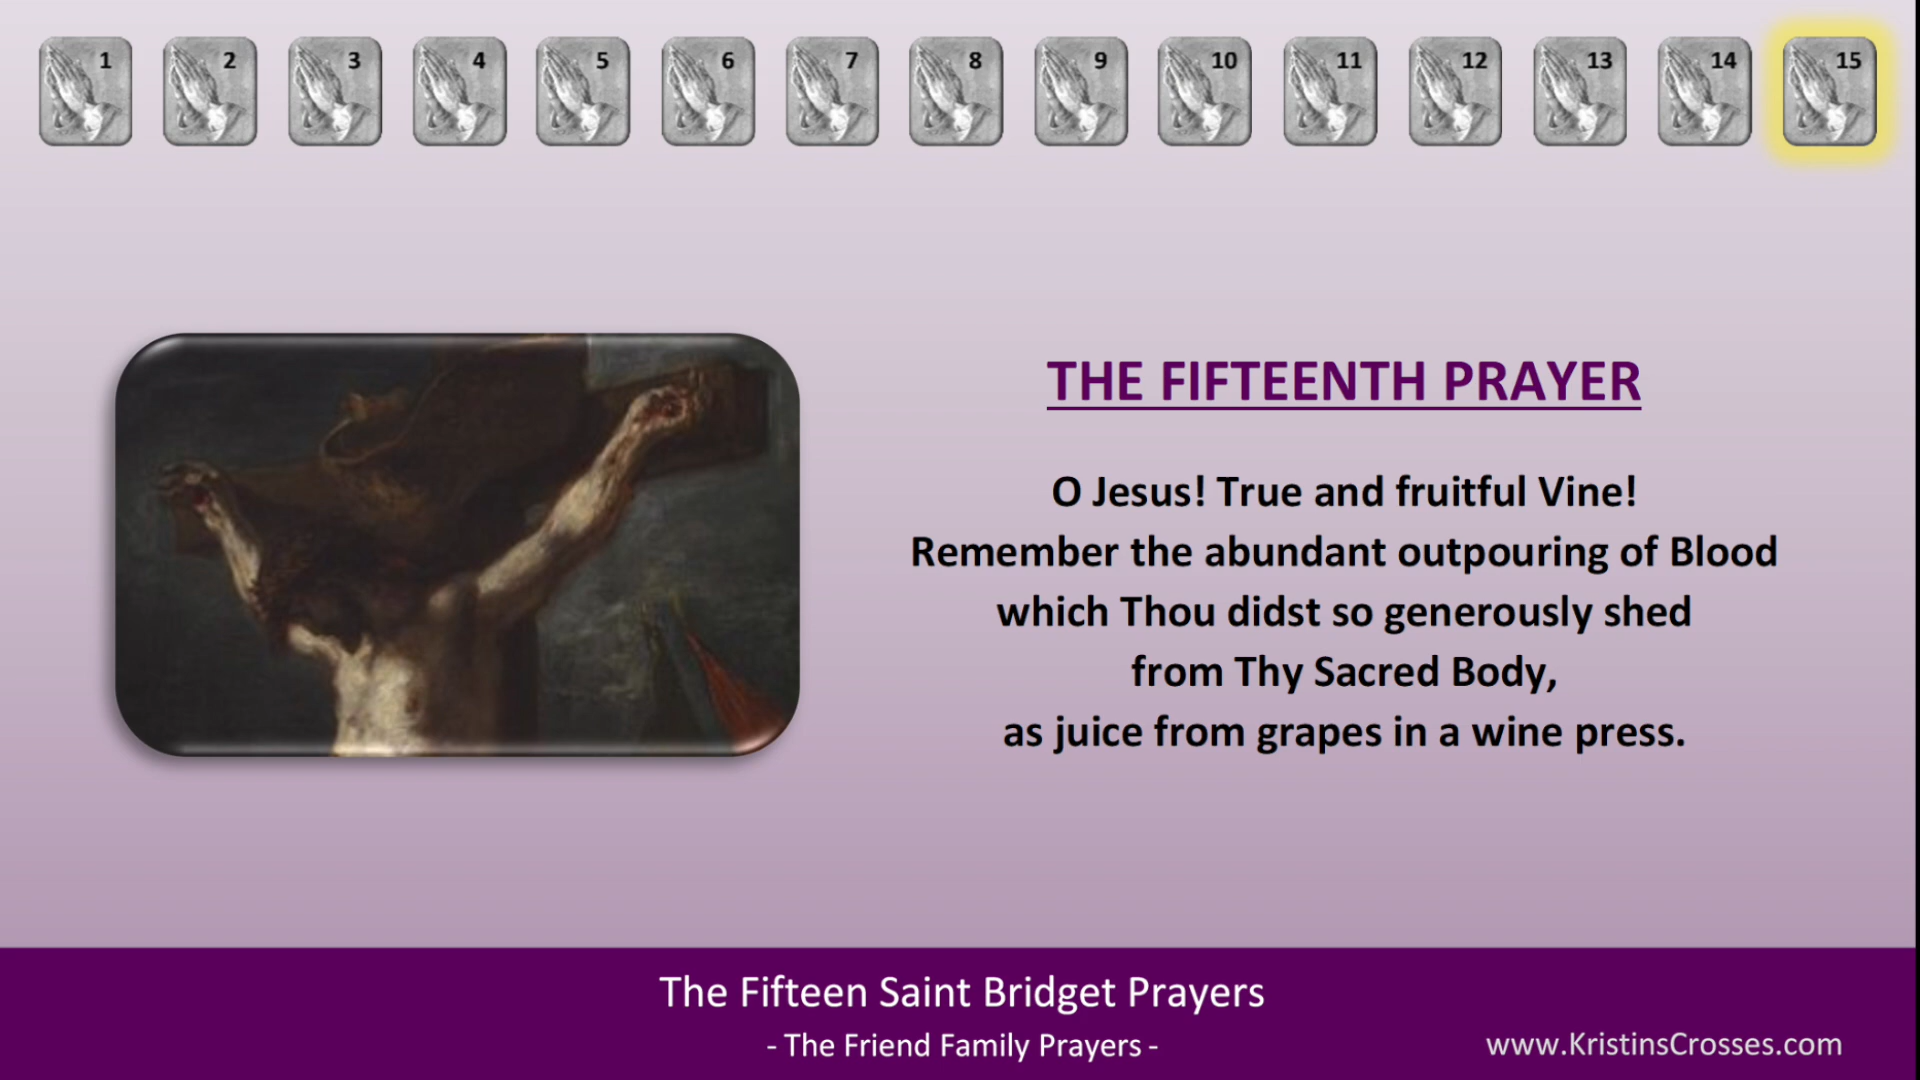 1 2 3 4 5 6 7 8 9 10 11 12 13 14 15
THE FIFTEENTH PRAYER
O Jesus! True and fruitful Vine!
Remember the abundant outpouring of Blood
which Thou didst so generously shed
from Thy Sacred Body,
as juice from grapes in a wine press.
The Fifteen Saint Bridget Prayers
- The Friend Family Prayers -
www.KristinsCrosses.com